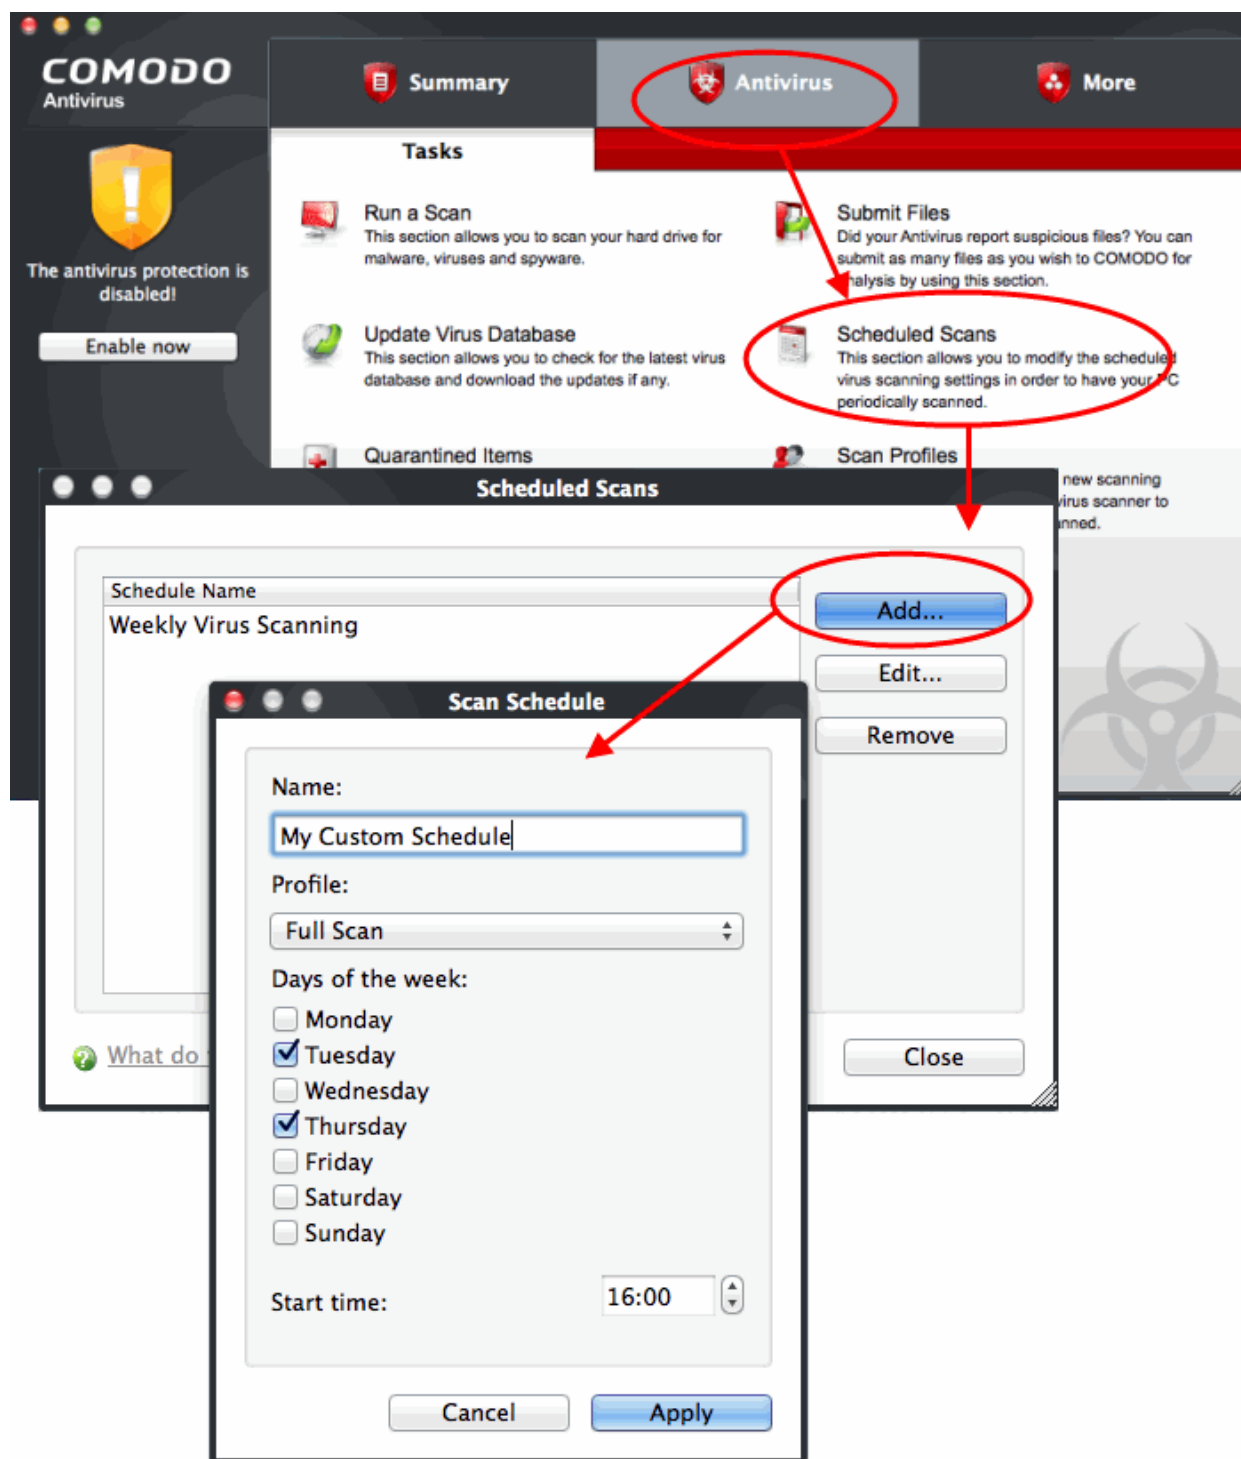 COMODO
Antivirus
Summary
Antivirus
More
Tasks
The antivirus protection is
disabled!
Enable now
Run a Scan
This section allows you to scan your hard drive for
malware, viruses and spyware.
Submit Files
Did your Antivirus report suspicious files? You can
submit as many files as you wish to COMODO for
analysis by using this section.
Update Virus Database
This section allows you to check for the latest virus
database and download the updates if any.
Scheduled Scans
This section allows you to modify the scheduled
virus scanning settings in order to have your PC
periodically scanned.
Quarantined Items
Scan Profiles
new scanning
virus scanner to
Scheduled Scans
Schedule Name
Weekly Virus Scanning
Add...
Edit...
Remove
What do
Close
Scan Schedule
Name:
My Custom Schedule
Profile:
Full Scan
Days of the week:
Monday
Tuesday
Wednesday
Thursday
Friday
Saturday
Sunday
Start time:
16:00
Cancel
Apply